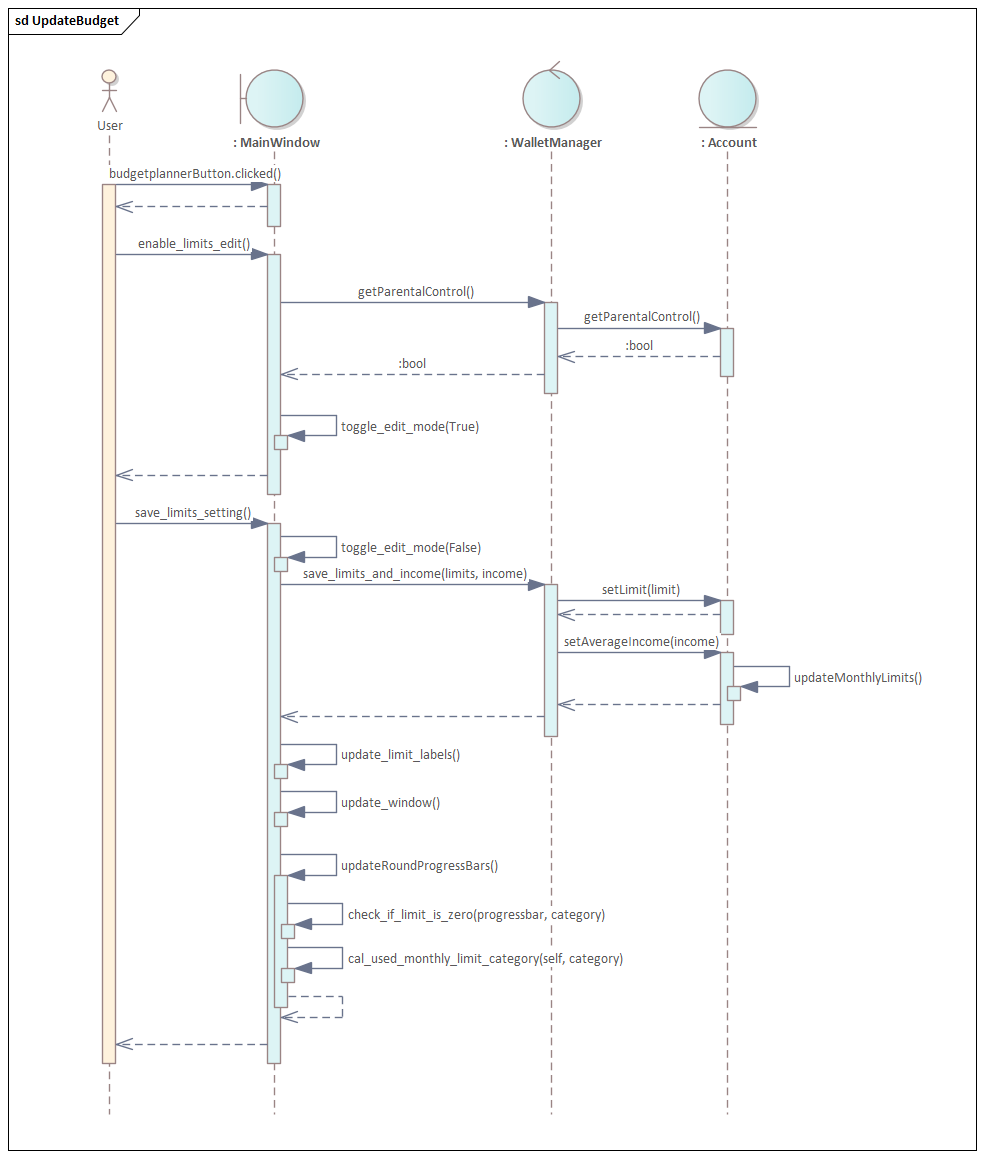 sd UpdateBudget
User
: MainWindow
: WalletManager
: Account
budgetplannerButton.clicked()
enable_limits_edit()
getParentalControl()
getParentalControl()
:bool
:bool
toggle_edit_mode(True)
save_limits_setting()
toggle_edit_mode(False)
save_limits_and_income(limits, income)
setLimit(limit)
setAverageIncome(income)
updateMonthlyLimits()
update_limit_labels()
update_window()
updateRoundProgressBars()
check_if_limit_is_zero(progressbar, category)
cal_used_monthly_limit_category(self, category)